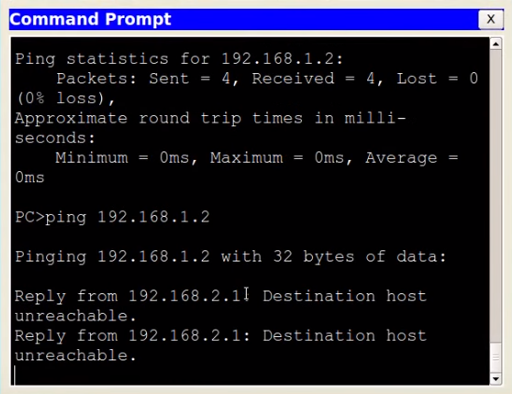 Command Prompt
X
Ping statistics for 192.168.1.2:
Packets: Sent = 4, Received = 4, Lost = 0
(0% loss),
Approximate round trip times in milli-
seconds:
Minimum = 0ms, Maximum = 0ms, Average =
0ms
PC>ping 192.168.1.2
Pinging 192.168.1.2 with 32 bytes of data:
Reply from 192.168.2.1: Destination host
unreachable.
Reply from 192.168.2.1: Destination host
unreachable.